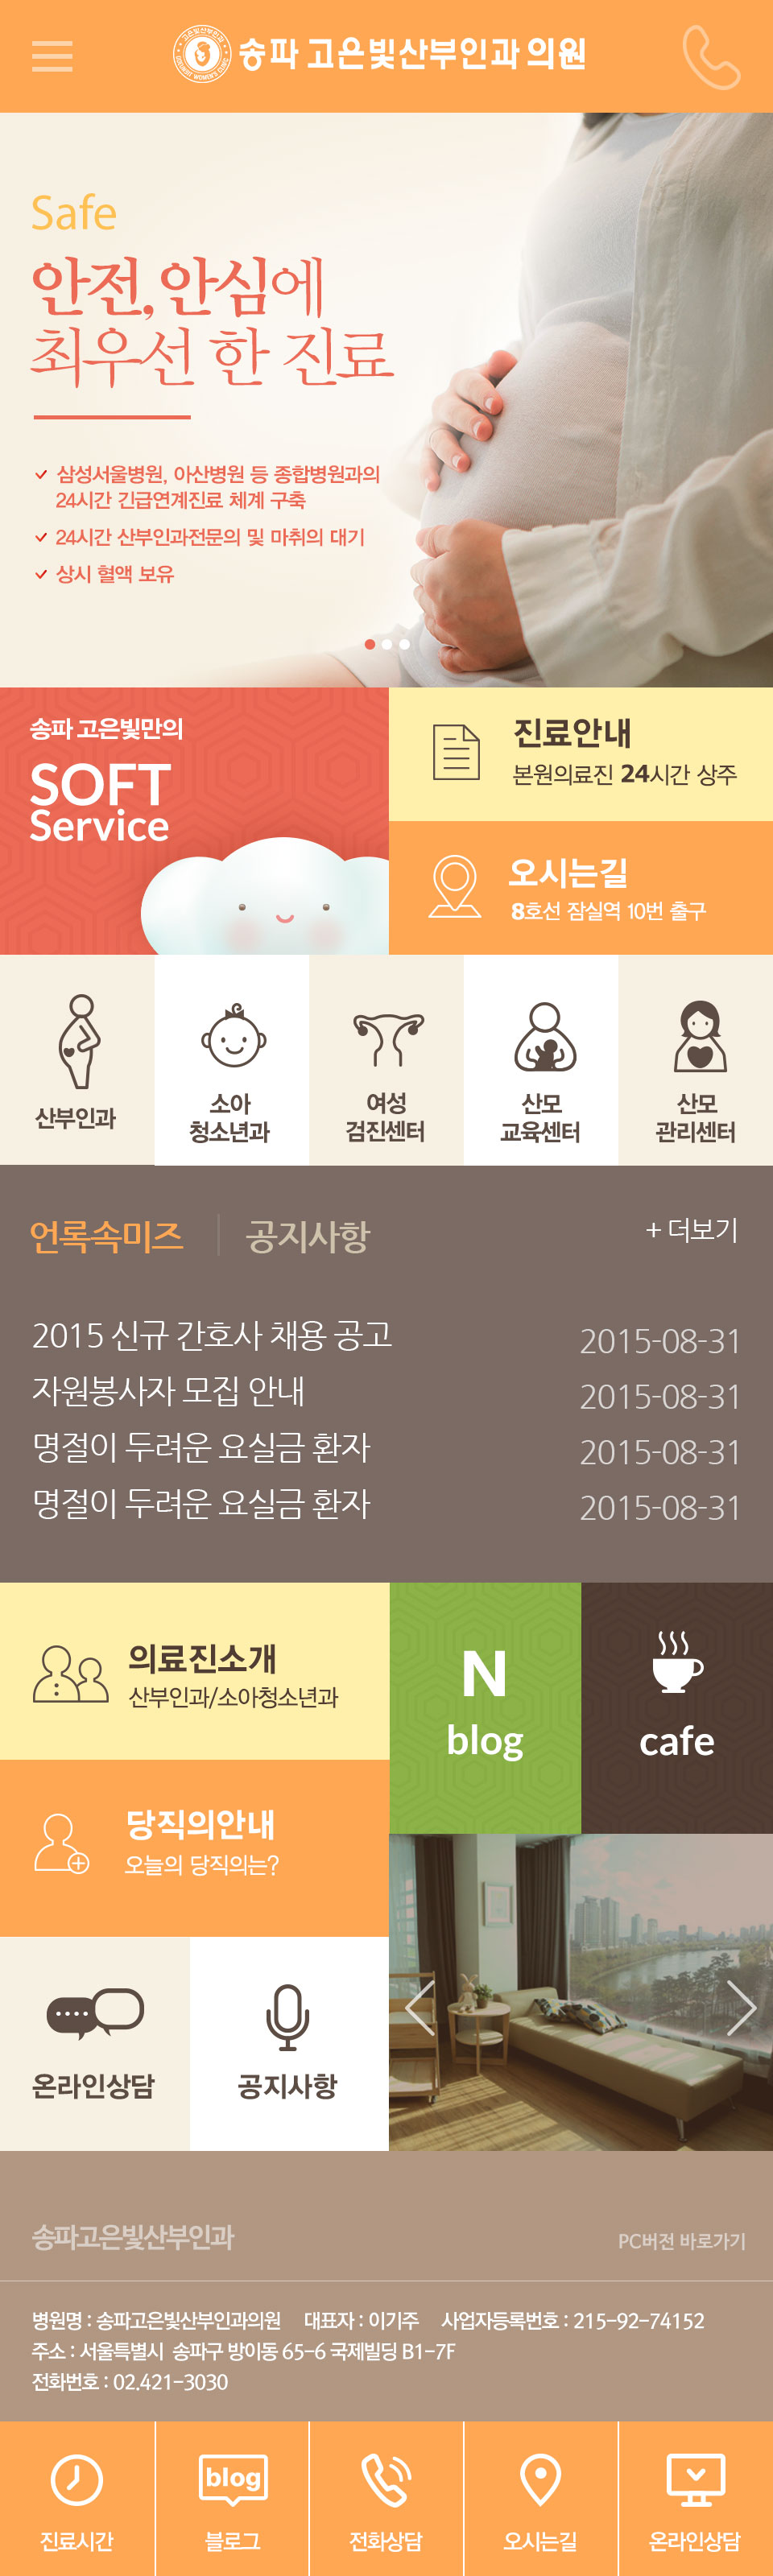 송파 고은빛산부인과 의원
Safe
안전, 안심에
최우선 한 진료
삼성서울병원, 아산병원 등 종합병원과의
24시간 긴급연계진료 체계 구축
24시간 산부인과전문의 및 마취의 대기
상시 혈액 보유
송파 고은빛만의
SOFT
Service
진료안내
본원의료진 24시간 상주
오시는길
8호선 잠실역 10번 출구
산부인과
소아
청소년과
여성
검진센터
산모
교육센터
산모
관리센터
언록속미즈
공지사항
+ 더보기
2015 신규 간호사 채용 공고
2015-08-31
자원봉사자 모집 안내
2015-08-31
명절이 두려운 요실금 환자
2015-08-31
명절이 두려운 요실금 환자
2015-08-31
의료진소개
산부인과/소아청소년과
N
blog
cafe
당직의안내
오늘의 당직의는?
온라인상담
공지사항
송파고은빛산부인과
PC버전 바로가기
병원명 : 송파고은빛산부인과의원 대표자 : 이기주 사업자등록번호 : 215-92-74152
주소 : 서울특별시 송파구 방이동 65-6 국제빌딩 B1-7F
전화번호 : 02.421-3030
진료시간
blog
블로그
전화상담
오시는길
온라인상담